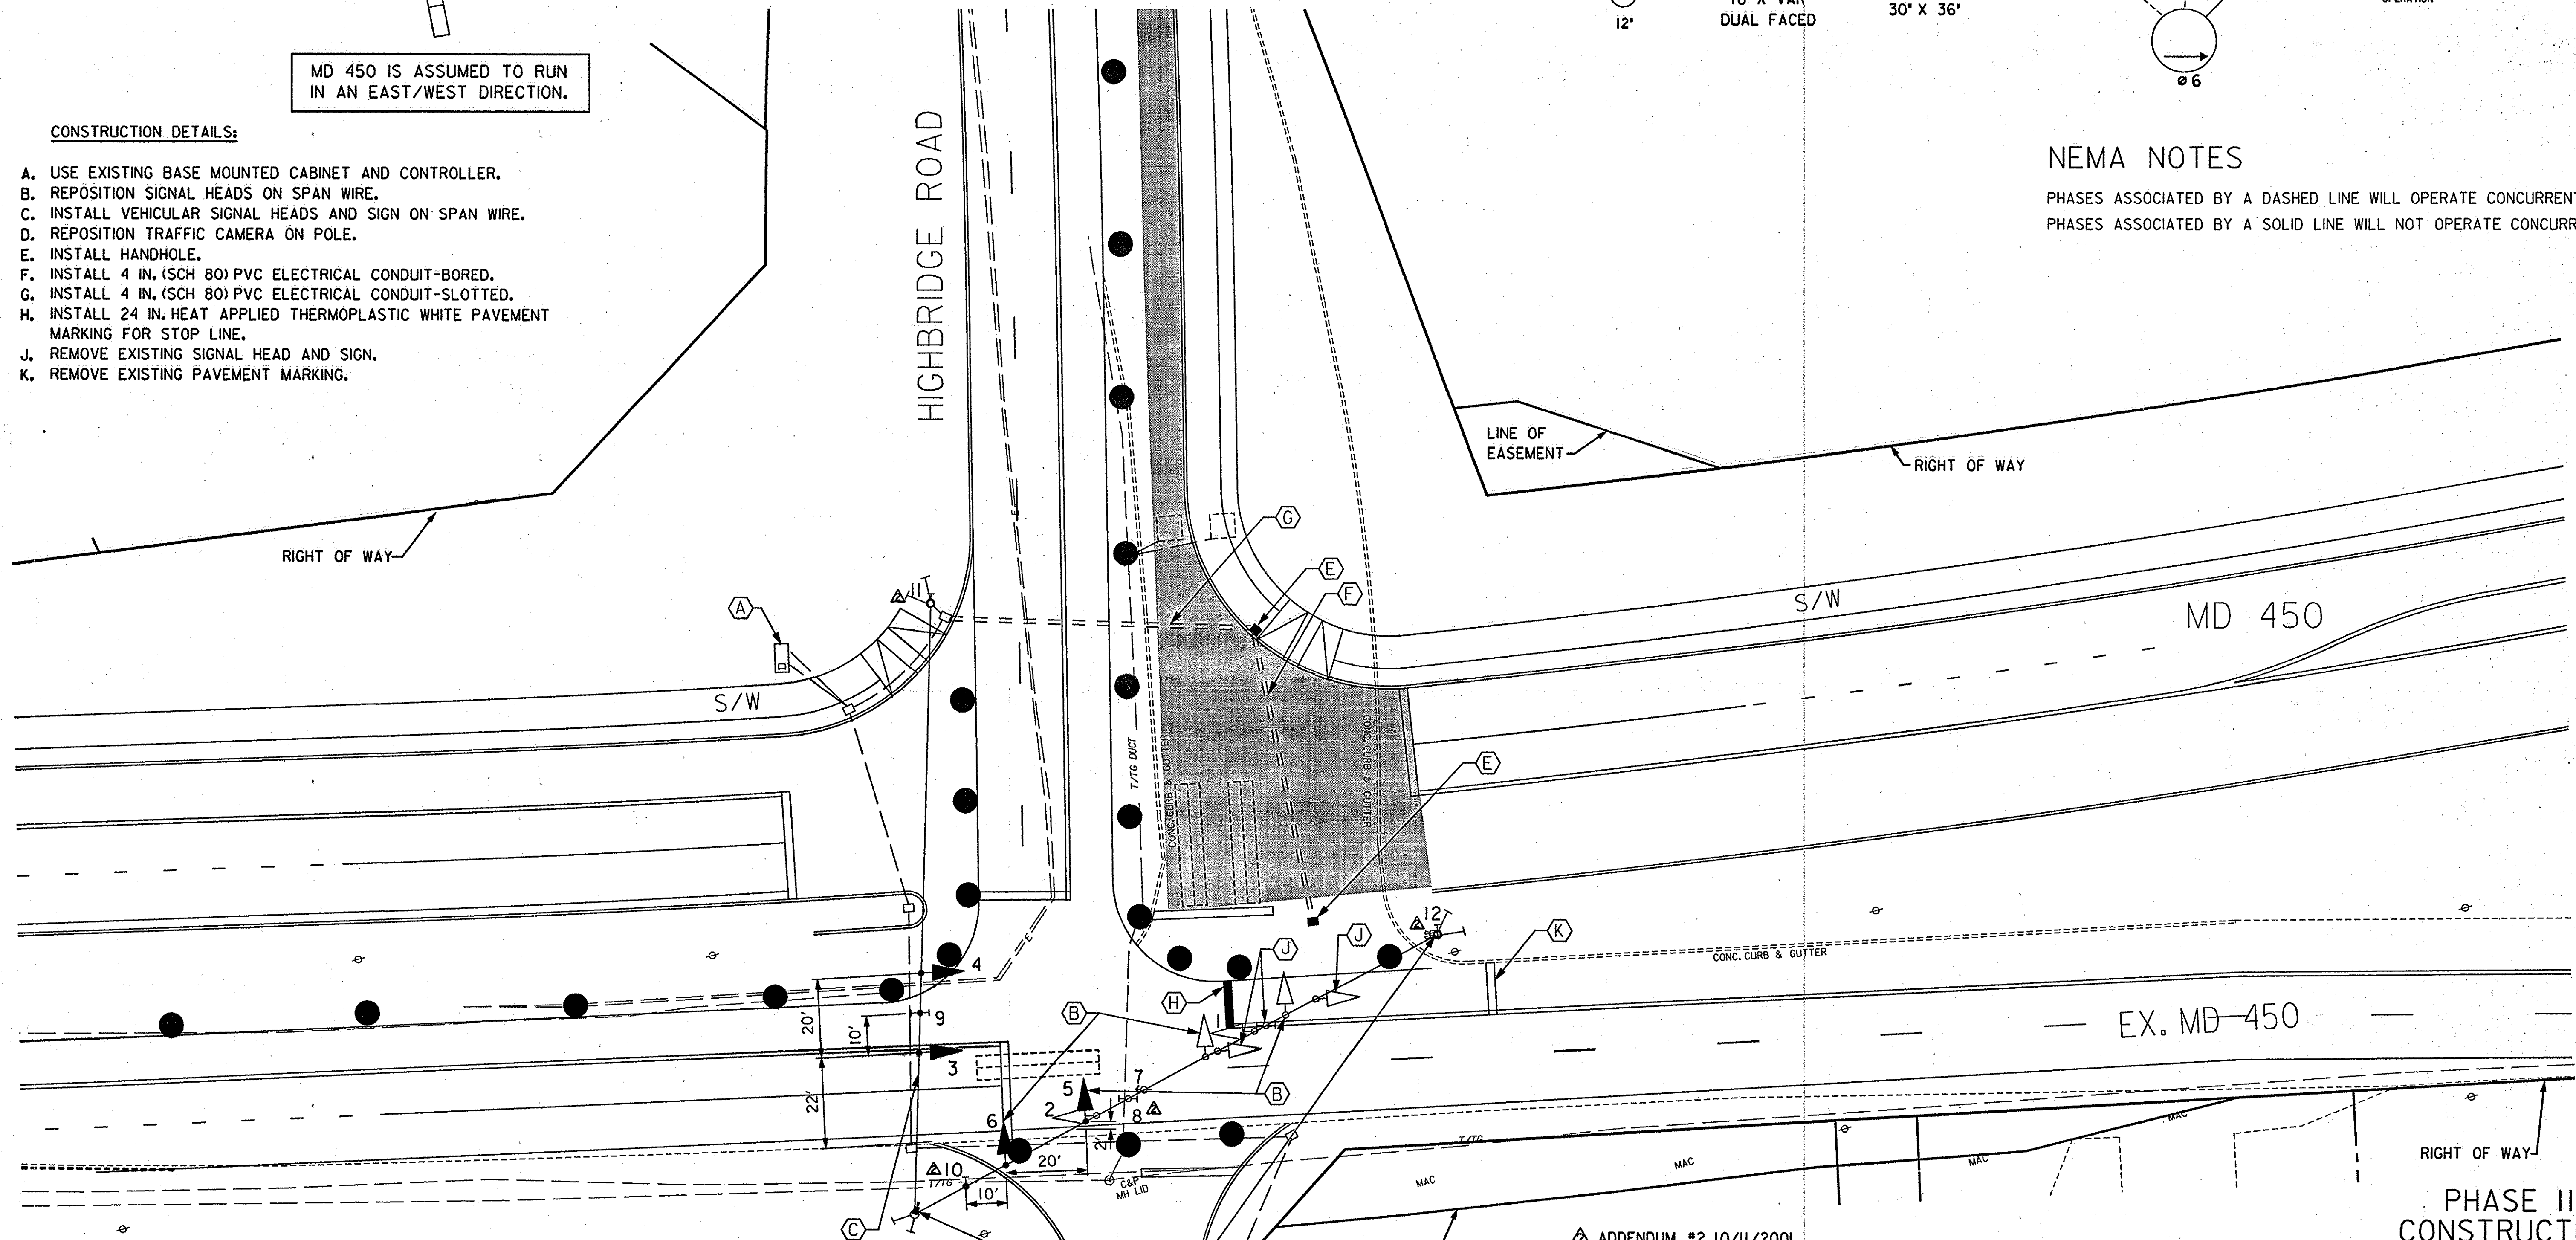 12"
DUAL FACED
30" X 36"
ø6
MD 450 IS ASSUMED TO RUN
IN AN EAST/WEST DIRECTION.
CONSTRUCTION DETAILS:
A. USE EXISTING BASE MOUNTED CABINET AND CONTROLLER.
B. REPOSITION SIGNAL HEADS ON SPAN WIRE.
C. INSTALL VEHICULAR SIGNAL HEADS AND SIGN ON SPAN WIRE.
D. REPOSITION TRAFFIC CAMERA ON POLE.
E. INSTALL HANDHOLE.
F. INSTALL 4 IN. (SCH 80) PVC ELECTRICAL CONDUIT-BORED.
G. INSTALL 4 IN. (SCH 80) PVC ELECTRICAL CONDUIT-SLOTTED.
H. INSTALL 24 IN. HEAT APPLIED THERMOPLASTIC WHITE PAVEMENT
MARKING FOR STOP LINE.
J. REMOVE EXISTING SIGNAL HEAD AND SIGN.
K. REMOVE EXISTING PAVEMENT MARKING.
HIGHBRIDGE ROAD
NEMA NOTES
PHASES ASSOCIATED BY A DASHED LINE WILL OPERATE CONCURREN
PHASES ASSOCIATED BY A SOLID LINE WILL NOT OPERATE CONCURR
LINE OF
EASEMENT
RIGHT OF WAY
RIGHT OF WAY
G
E
F
A
2
11
S/W
MD 450
S/W
T/TG DUCT
CONC. CURB & GUTTER
CONC. CURB & GUTTER
E
2
12
J
J
K
CONC. CURB & GUTTER
4
H
B
1
9
20'
10'
EX. MD 450
3
22'
5
7
B
2
8
2
6
2'
20'
2
10
T/TG
10'
C&P
MH LID
T/TG
MAC
MAC
MAC
MAC
RIGHT OF WAY
C
2 ADDENDUM #2 10/11/2001
PHASE II
CONSTRUCT